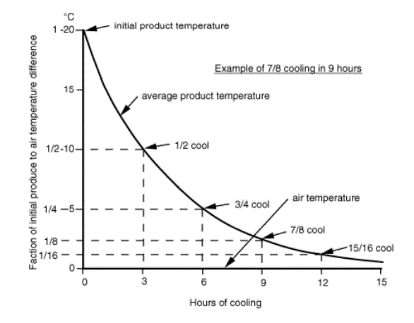 °C
1-20
initial product temperature
Example of 7/8 cooling in 9 hours
15
average product temperature
1/2-10
1/2 cool
3/4 cool
air temperature
1/4
5
7/8 cool
1/8
15/16 cool
1/16
0
0 3 6 9 12 15
Hours of cooling
Faction of initial produce to air temperature difference